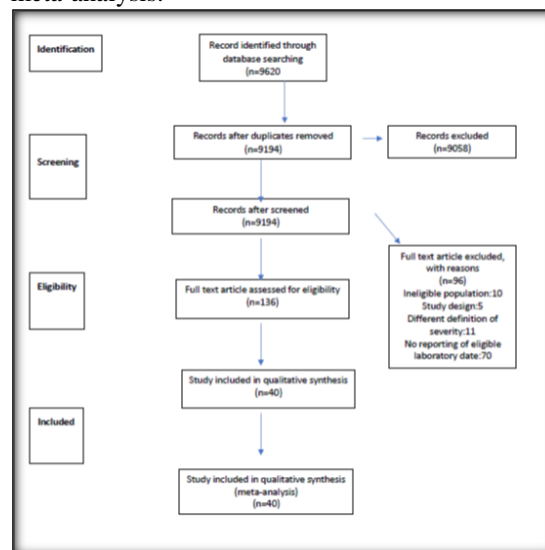 meta-analysis.
Identification
Record identified through
database searching
(n=9620
Records after duplicates removed
(n=9194)
Records excluded
(n=9058)
Screening
Records after screened
(n=9194)
Full text article excluded,
with reasons
(n=96)
Ineligible population:10
Study design:5
Different definition of
severity:11
No reporting of eligible
laboratory date:70
Eligibility
Full text article assessed for eligibility
(n=136)
Study included in qualitative synthesis
(n=40)
Included
Study included in qualitative synthesis
(meta-analysis)
(n=40)